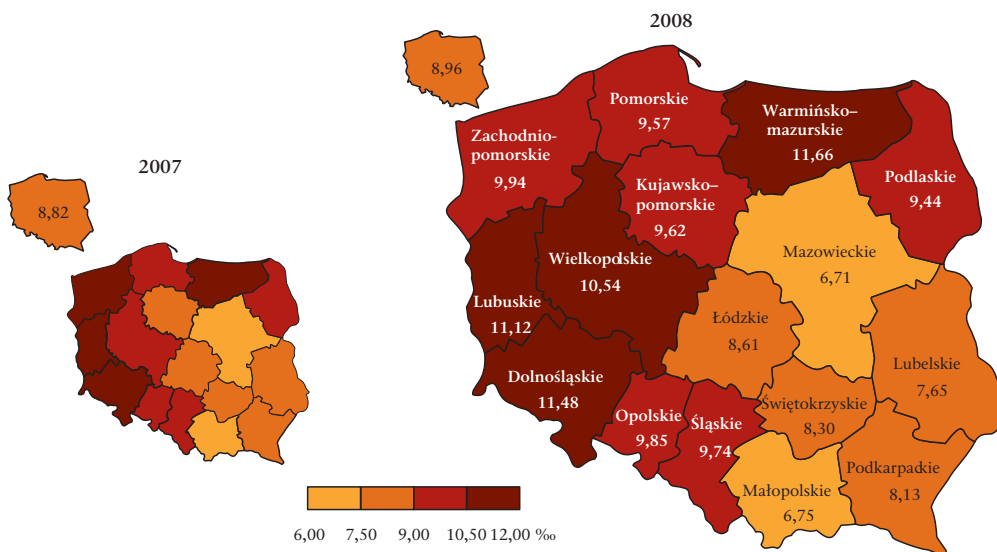 2008
8,96
Pomorskie
9,57
Warmińsko–
mazurskie
11,66
Zachodnio-
pomorskie
9,94
Podlaskie
9,44
Kujawsko–
pomorskie
9,62
2007
8,82
Mazowieckie
6,71
Wielkopolskie
10,54
Lubuskie
11,12
Łódzkie
8,61
Lubelskie
7,65
Dolnośląskie
11,48
Opolskie
9,85
Śląskie
9,74
Świętokrzyskie
8,30
Podkarpackie
8,13
Małopolskie
6,75
6,00 7,50 9,00 10,50 12,00 ‰